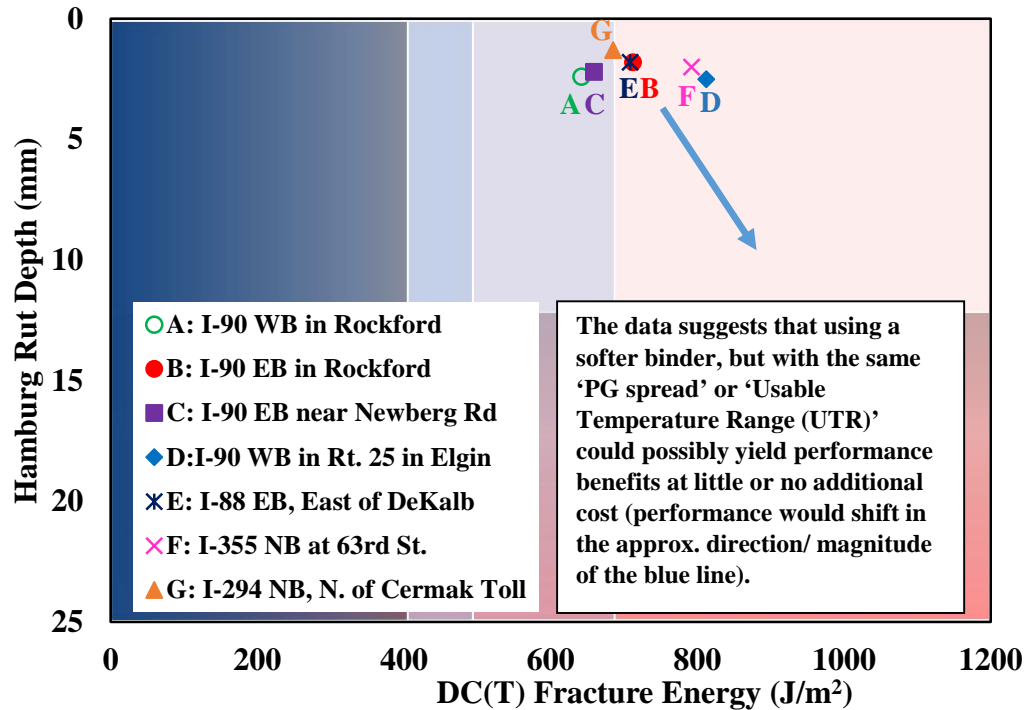 0
5
10
15
20
25
Hamburg Rut Depth (mm)
G
E B
A C
F D
A: I-90 WB in Rockford
B: I-90 EB in Rockford
C: I-90 EB near Newberg Rd
D:I-90 WB in Rt. 25 in Elgin
E: I-88 EB, East of DeKalb
F: I-355 NB at 63rd St.
G: I-294 NB, N. of Cermak Toll
The data suggests that using a
softer binder, but with the same
‘PG spread’ or ‘Usable
Temperature Range (UTR)’
could possibly yield performance
benefits at little or no additional
cost (performance would shift in
the approx. direction/ magnitude
of the blue line).
0 200 400 600 800 1000 1200
DC(T) Fracture Energy (J/m²)